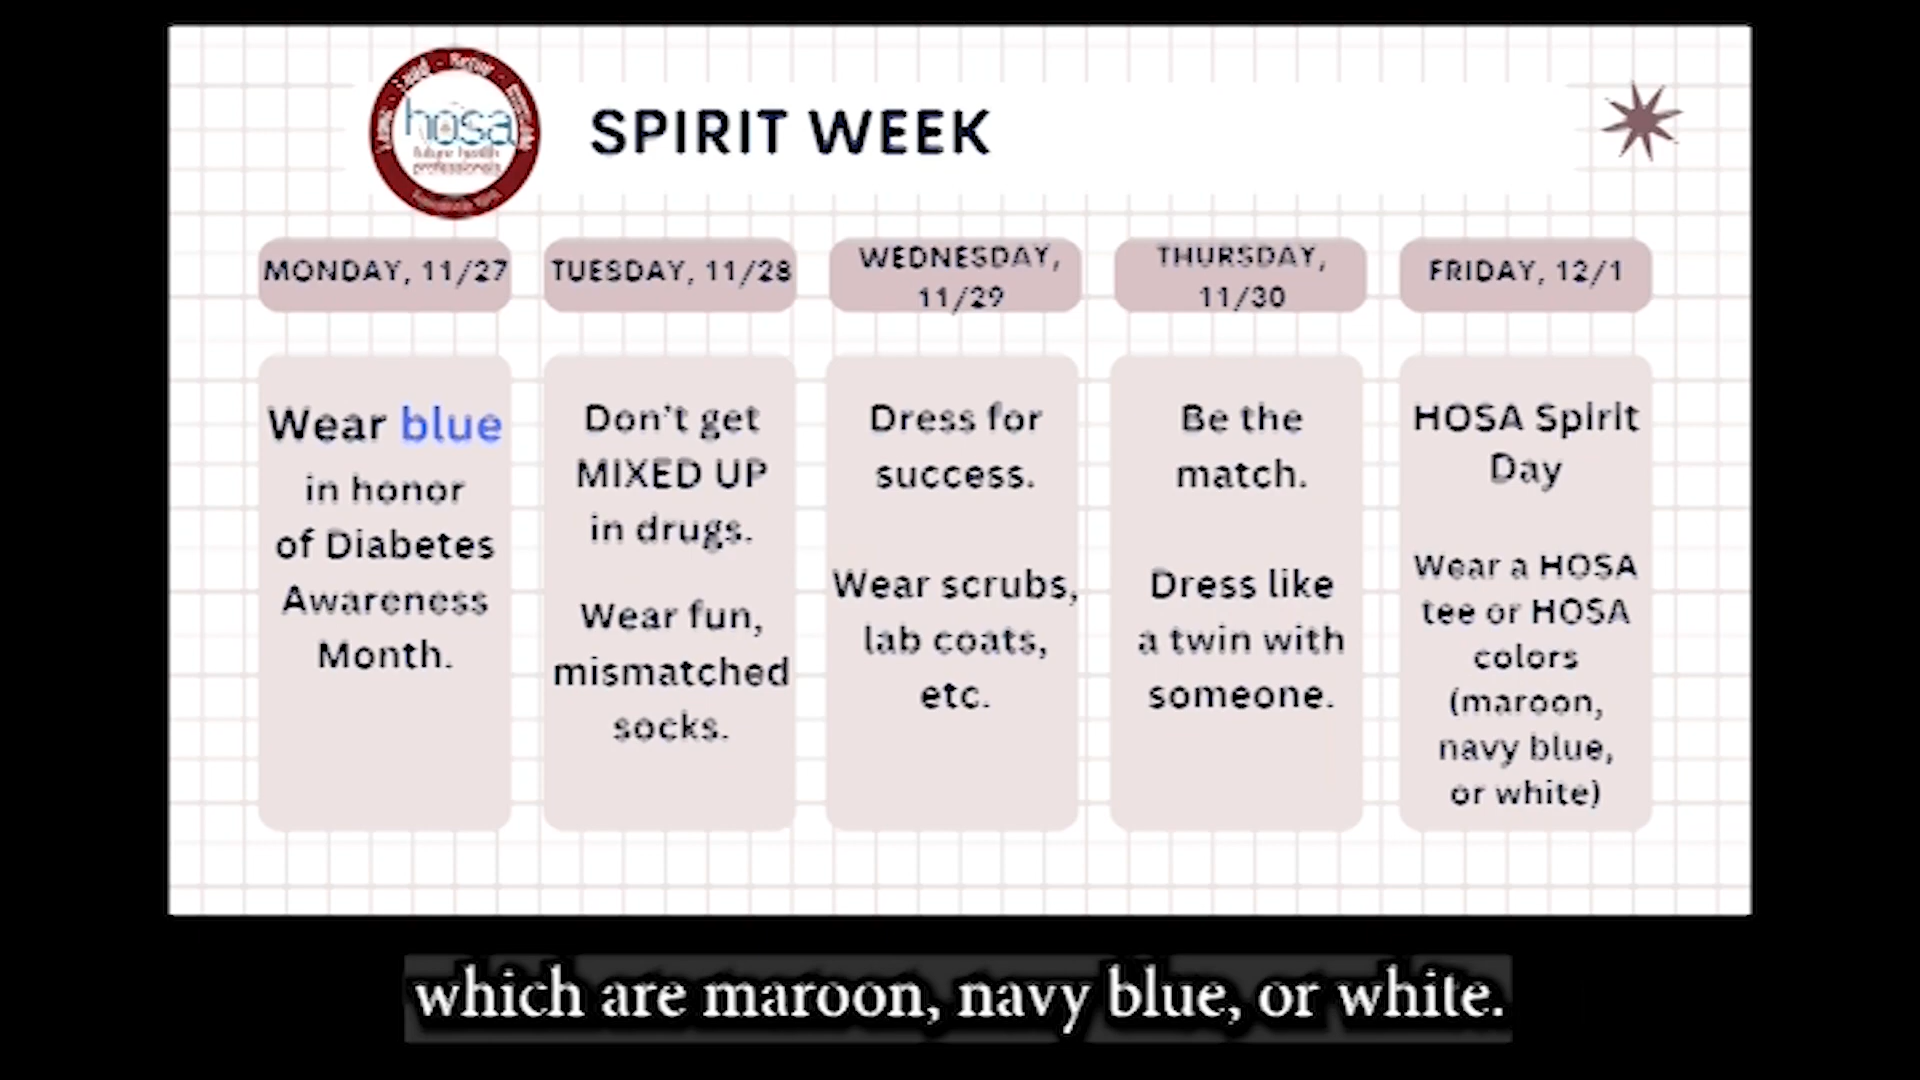 hosa
future health
professionals
SPIRIT WEEK
MONDAY, 11/27
Wear blue
in honor
of Diabetes
Awareness
Month.
TUESDAY, 11/28
Don't get
MIXED UP
in drugs.
Wear fun,
mismatched
socks.
WEDNESDAY,
11/29
Dress for
success.
Wear scrubs,
lab coats,
etc.
THURSDAY,
11/30
Be the
match.
Dress like
a twin with
someone.
FRIDAY, 12/1
HOSA Spirit
Day
Wear a HOSA
tee or HOSA
colors
(maroon,
navy blue,
or white)
which are maroon, navy blue, or white.